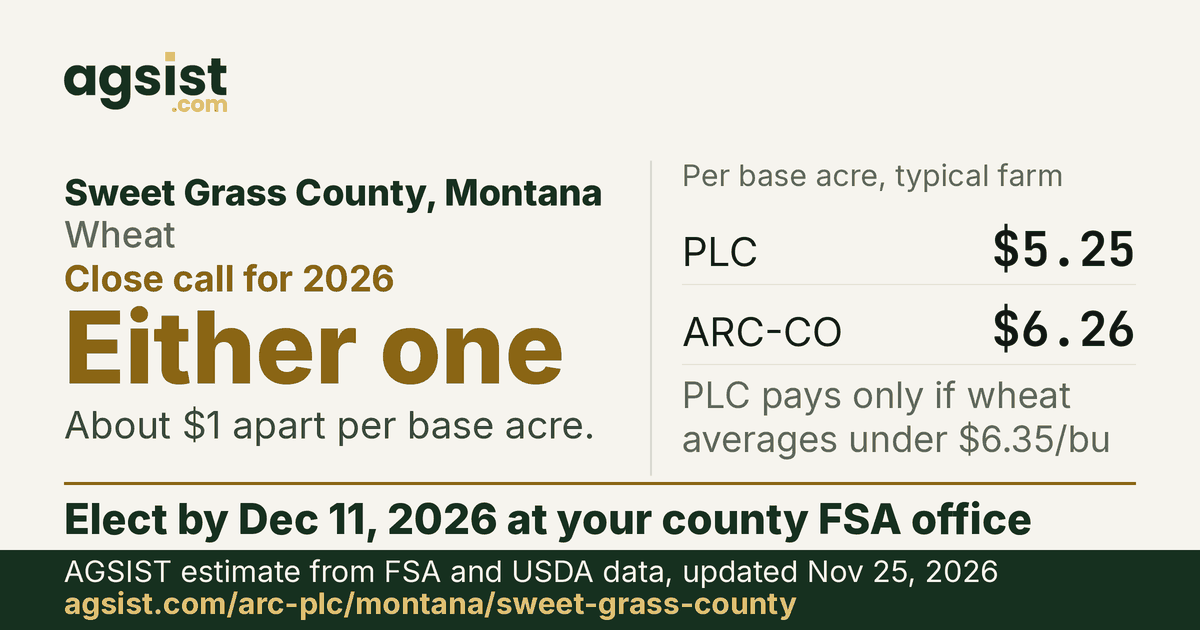 agsist
.com
Sweet Grass County, Montana
Wheat
Close call for 2026
Either one
About $1 apart per base acre.
Per base acre, typical farm
PLC $5.25
ARC-CO $6.26
PLC pays only if wheat
averages under $6.35/bu
Elect by Dec 11, 2026 at your county FSA office
AGSIST estimate from FSA and USDA data, updated Nov 25, 2026
agsist.com/arc-plc/montana/sweet-grass-county